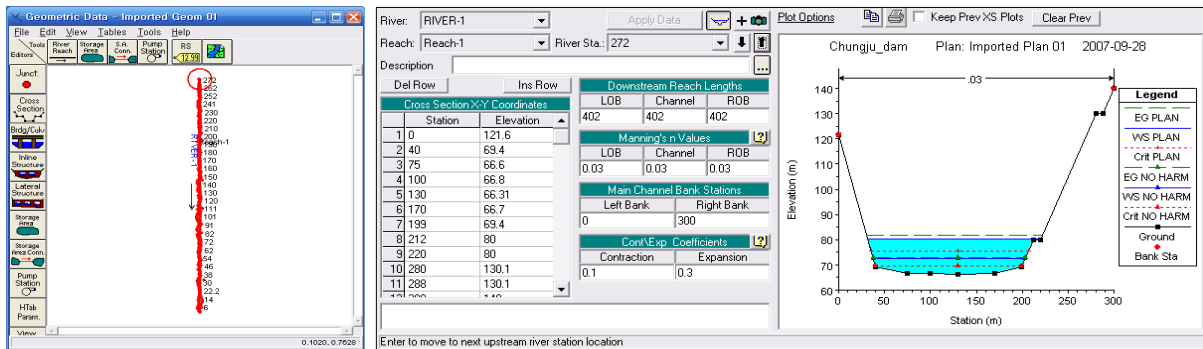 Geometric Data - Imported Geom 01
File Edit View Tables Tools Help
Tools
Editors
River Reach
Storage Area
S.A. Conn.
Pump Station
RS
12.99
Junct.
Cross Section
Brdg/Culv
Inline Structure
Lateral Structure
Storage Area
Storage Area Conn.
Pump Station
HTab Param.
View
272
262
252
241
230
220
210
200
190
180
170
160
150
140
130
120
111
101
91
82
72
62
54
46
38
30
22.2
14
6
RIVER-1
0.1020, 0.7628
River: RIVER-1
Apply Data
Reach: Reach-1
River Sta.: 272
Description
...
Del Row
Ins Row
Cross Section X-Y Coordinates
Station Elevation
1 0 121.6
2 40 69.4
3 75 66.6
4 100 66.8
5 130 66.31
6 170 66.7
7 199 69.4
8 212 80
9 220 80
10 280 130.1
11 288 130.1
Downstream Reach Lengths
LOB Channel ROB
402 402 402
Manning's n Values
LOB Channel ROB
0.03 0.03 0.03
Main Channel Bank Stations
Left Bank Right Bank
0 300
Cont\Exp Coefficients
Contraction Expansion
0.1 0.3
Enter to move to next upstream river station location
Plot Options
Keep Prev XS Plots
Clear Prev
Chungju_dam Plan: Imported Plan 01 2007-09-28
.03
Elevation (m)
140
130
120
110
100
90
80
70
60
0 50 100 150 200 250 300
Station (m)
Legend
EG PLAN
WS PLAN
Crit PLAN
EG NO HARM
WS NO HARM
Crit NO HARM
Ground
Bank Sta